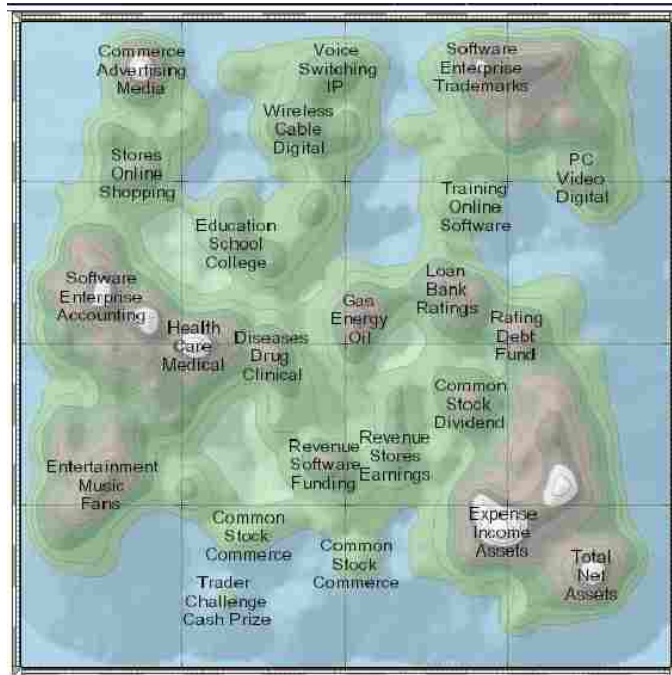 Commerce
Advertising
Media
Voice
Switching
IP
Software
Enterprise
Trademarks
Wireless
Cable
Digital
Stores
Online
Shopping
PC
Video
Digital
Training
Online
Software
Education
School
College
Software
Enterprise
Accounting
Loan
Bank
Ratings
Gas
Energy
Oil
Rating
Debt
Fund
Health
Care
Medical
Diseases
Drug
Clinical
Common
Stock
Dividend
Revenue
Stores
Earnings
Revenue
Software
Funding
Entertainment
Music
Fans
Expense
Income
Assets
Common
Stock
Commerce
Common
Stock
Commerce
Total
Net
Assets
Trader
Challenge
Cash Prize